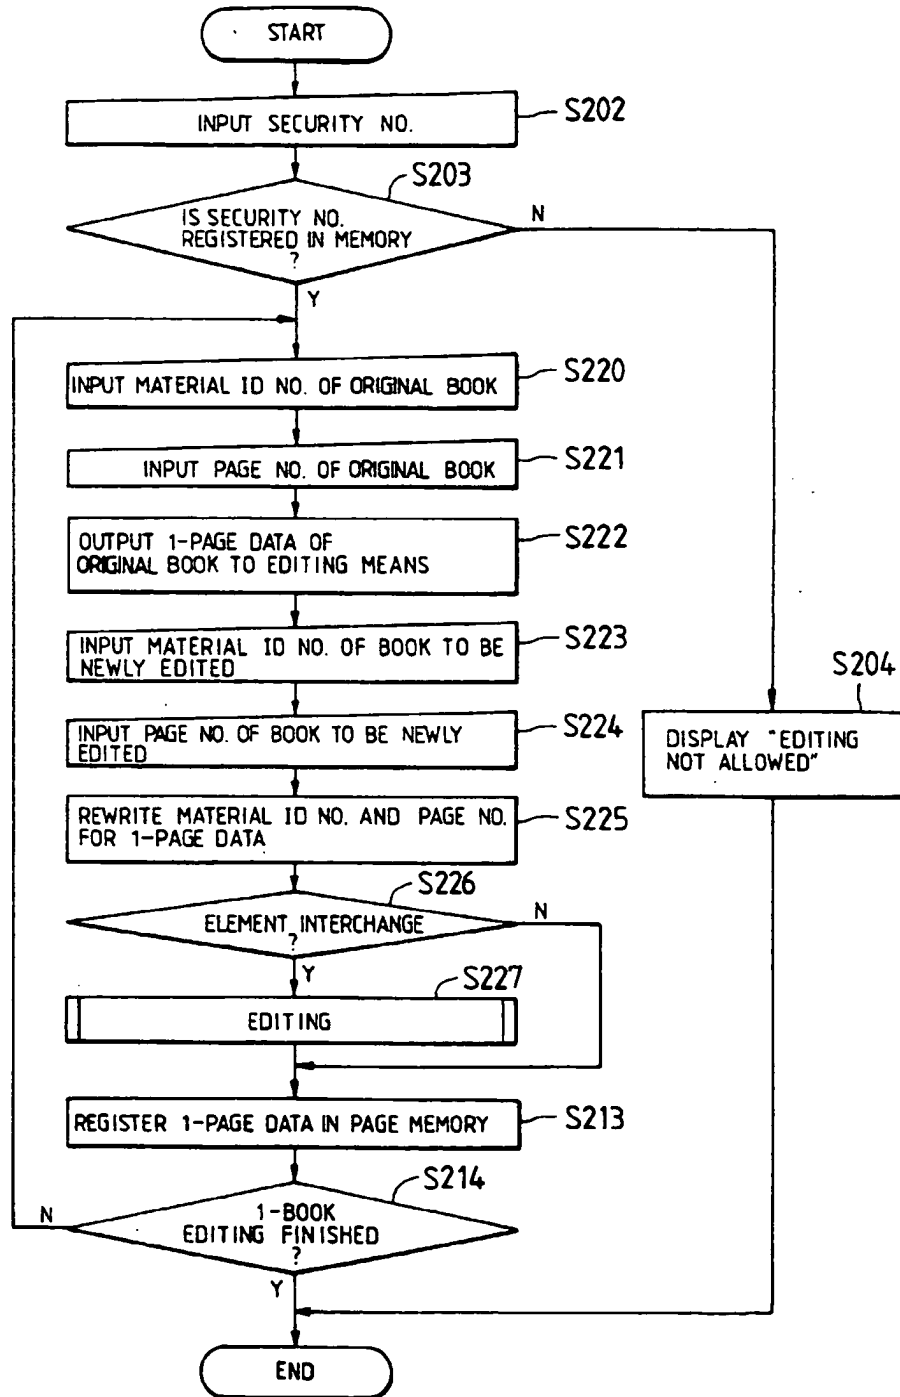 START
INPUT SECURITY NO.
S202
S203
IS SECURITY NO.
REGISTERED IN MEMORY
?
N
Y
INPUT MATERIAL ID NO. OF ORIGINAL BOOK
S220
INPUT PAGE NO. OF ORIGINAL BOOK
S221
OUTPUT 1-PAGE DATA OF
ORIGINAL BOOK TO EDITING MEANS
S222
INPUT MATERIAL ID NO. OF BOOK TO BE
NEWLY EDITED
S223
INPUT PAGE NO. OF BOOK TO BE NEWLY
EDITED
S224
S204
DISPLAY "EDITING
NOT ALLOWED"
REWRITE MATERIAL ID NO. AND PAGE NO.
FOR 1-PAGE DATA
S225
S226
ELEMENT INTERCHANGE
?
N
Y
S227
EDITING
REGISTER 1-PAGE DATA IN PAGE MEMORY
S213
S214
1-BOOK
EDITING FINISHED
?
N
Y
END